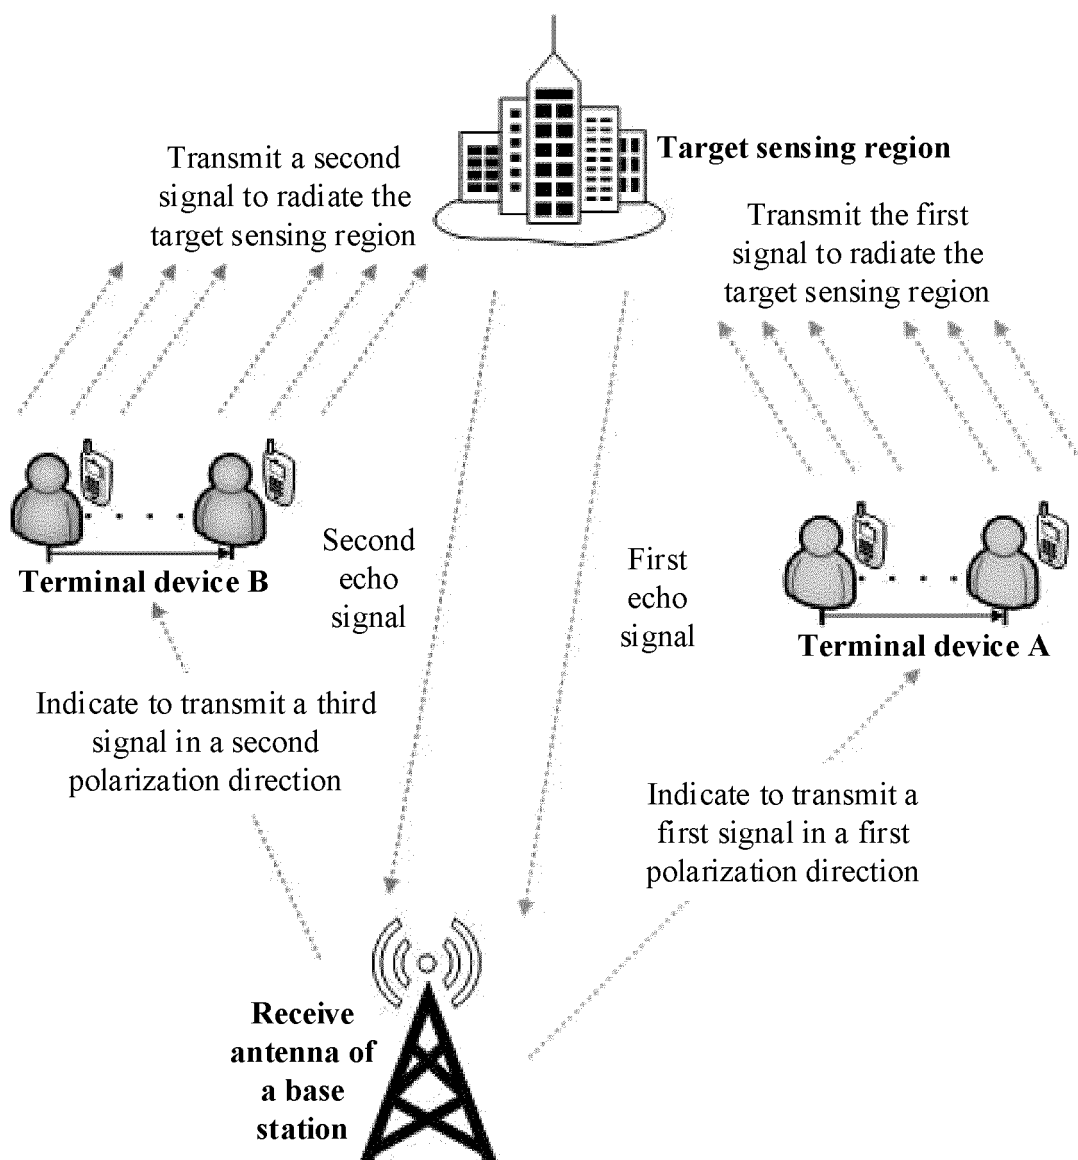 Target sensing region
Transmit a second
signal to radiate the
target sensing region
Transmit the first
signal to radiate the
target sensing region
Second
echo
signal
First
echo
signal
Terminal device B
Terminal device A
Indicate to transmit a third
signal in a second
polarization direction
Indicate to transmit a
first signal in a first
polarization direction
Receive
antenna of
a base
station